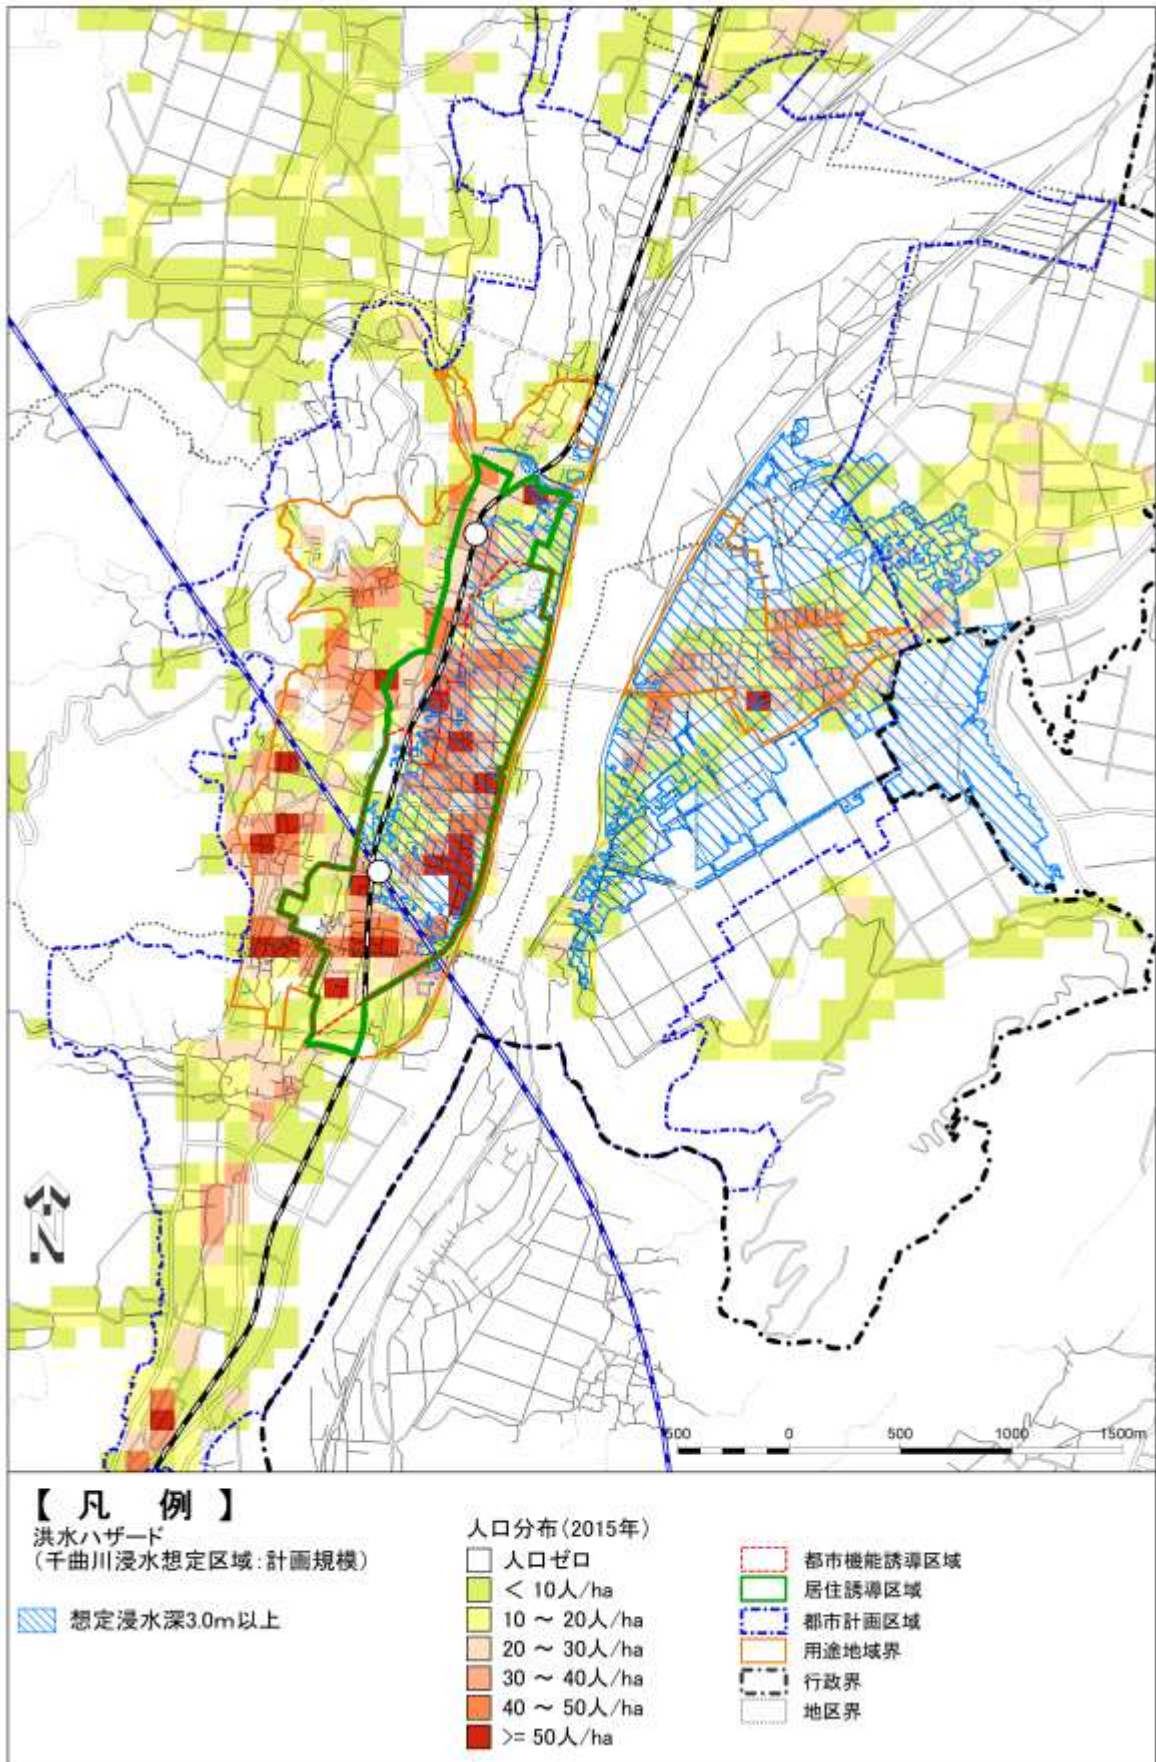 N
500 0 500 1000 1500m
【 凡 例 】
洪水ハザード
(千曲川浸水想定区域:計画規模)
想定浸水深3.0m以上
人口分布(2015年)
人口ゼロ
< 10人/ha
10 ~ 20人/ha
20 ~ 30人/ha
30 ~ 40人/ha
40 ~ 50人/ha
>= 50人/ha
都市機能誘導区域
居住誘導区域
都市計画区域
用途地域界
行政界
地区界